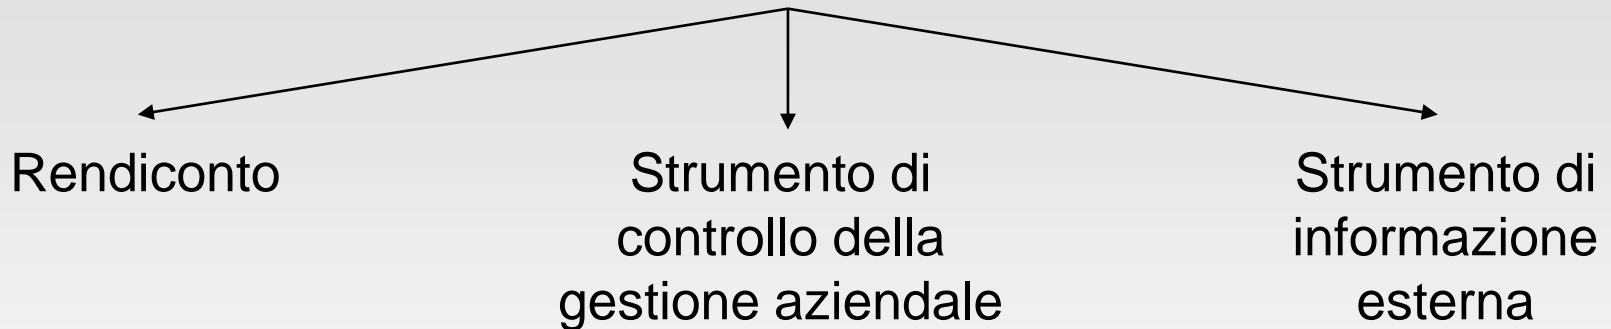 Rendiconto
Strumento di
controllo della
gestione aziendale
Strumento di
informazione
esterna